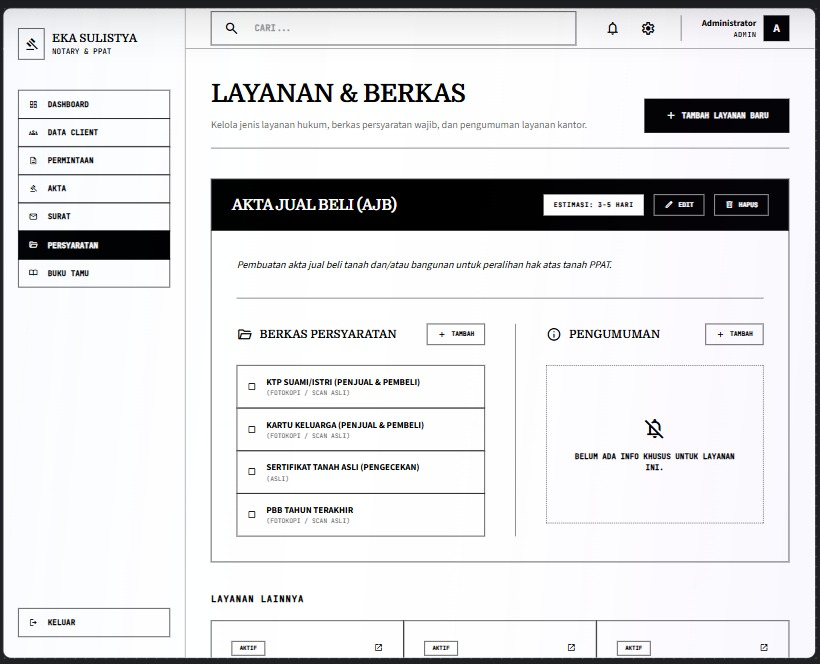 EKA SULISTYA
NOTARY & PPAT
CARI...
Administrator
ADMIN
A
DASHBOARD
DATA CLIENT
PERMINTAAN
AKTA
SURAT
PERSYARATAN
BUKU TAMU
KELUAR
LAYANAN & BERKAS
Kelola jenis layanan hukum, berkas persyaratan wajib, dan pengumuman layanan kantor.
+ TAMBAH LAYANAN BARU
AKTA JUAL BELI (AJB)
ESTIMASI: 3-5 HARI
EDIT
HAPUS
Pembuatan akta jual beli tanah dan/atau bangunan untuk peralihan hak atas tanah PPAT.
BERKAS PERSYARATAN
+ TAMBAH
KTP SUAMI/ISTRI (PENJUAL & PEMBELI)
(FOTOKOPI / SCAN ASLI)
KARTU KELUARGA (PENJUAL & PEMBELI)
(FOTOKOPI / SCAN ASLI)
SERTIFIKAT TANAH ASLI (PENGECEKAN)
(ASLI)
PBB TAHUN TERAKHIR
(FOTOKOPI / SCAN ASLI)
PENGUMUMAN
+ TAMBAH
BELUM ADA INFO KHUSUS UNTUK LAYANAN
INI.
LAYANAN LAINNYA
AKTIF
AKTIF
AKTIF